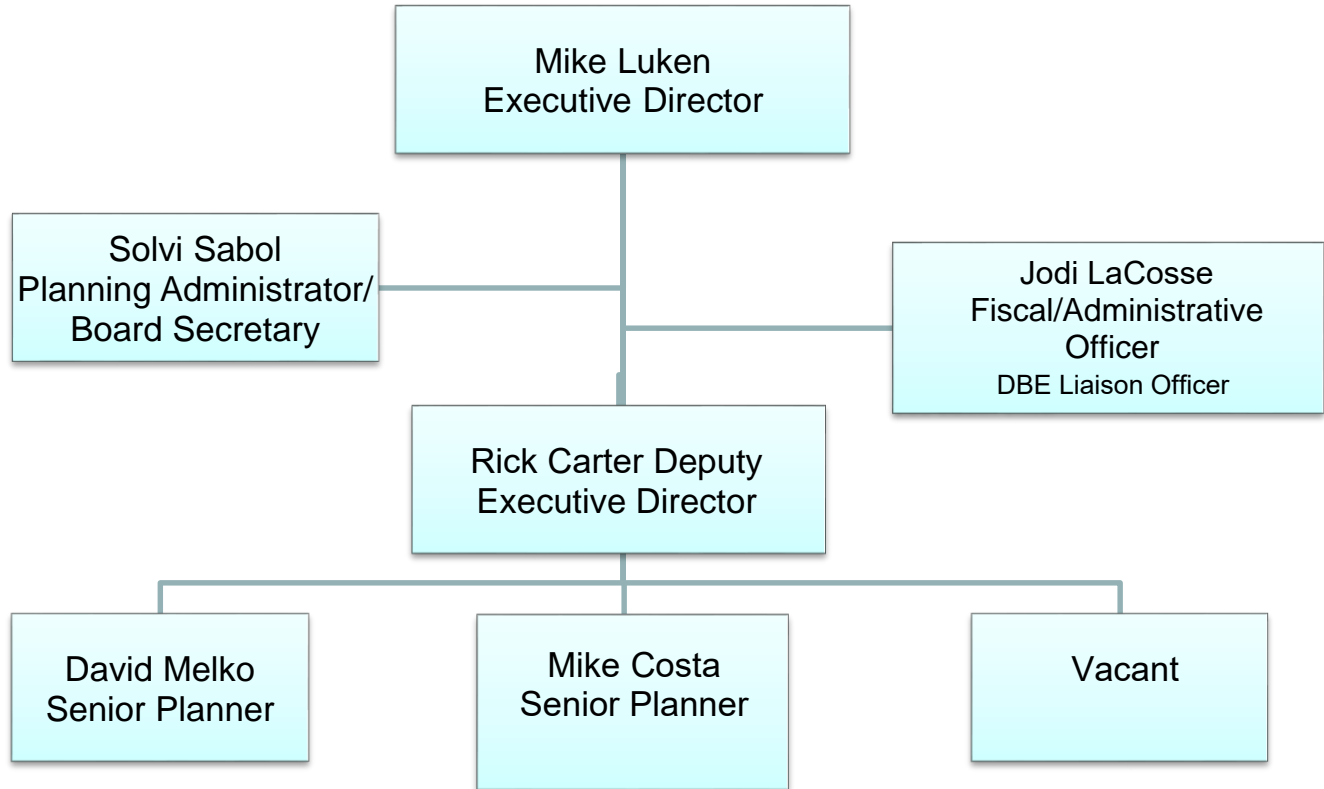 Mike Luken
Executive Director
Solvi Sabol
Planning Administrator/
Board Secretary
Jodi LaCosse
Fiscal/Administrative
Officer
DBE Liaison Officer
Rick Carter Deputy
Executive Director
David Melko
Senior Planner
Mike Costa
Senior Planner
Vacant